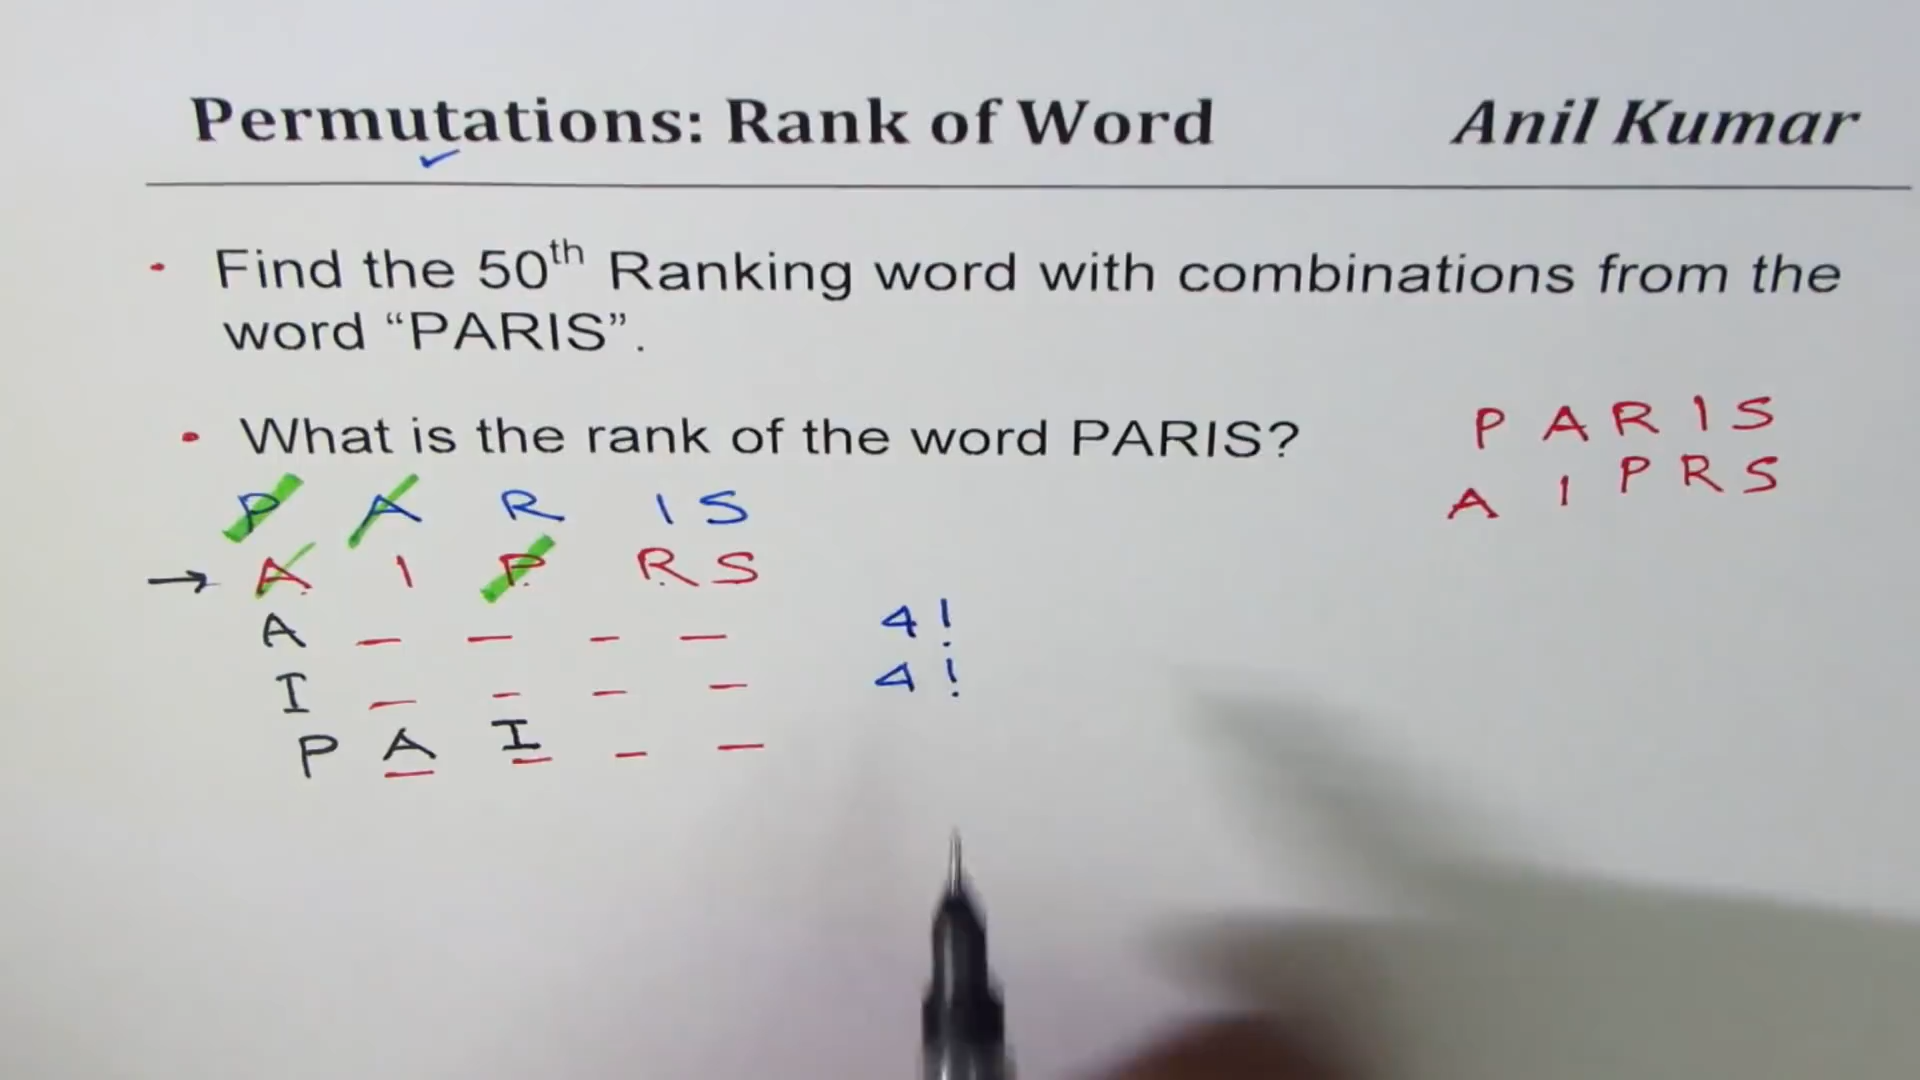 Permutations: Rank of Word Anil Kumar
• Find the 50th Ranking word with combinations from the
word “PARIS”.
• What is the rank of the word PARIS?
P A R I S
A I P R S
P A R I S
→ A I P R S
A _ _ _ _ 4!
I _ _ _ _ 4!
P A I _ _